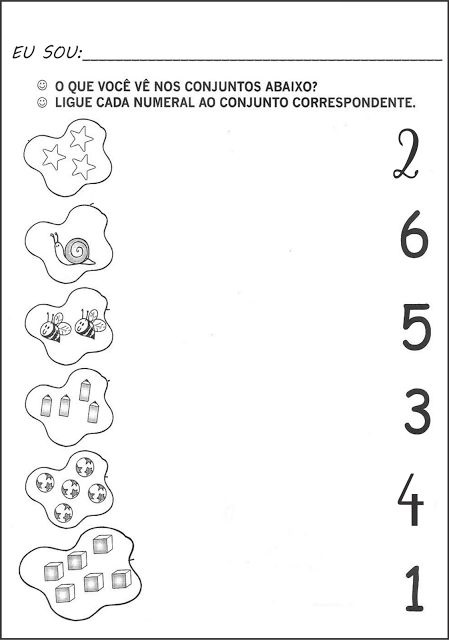 EU SOU:
O QUE VOCÊ VÊ NOS CONJUNTOS ABAIXO?
LIGUE CADA NUMERAL AO CONJUNTO CORRESPONDENTE.
2
6
5
3
4
1